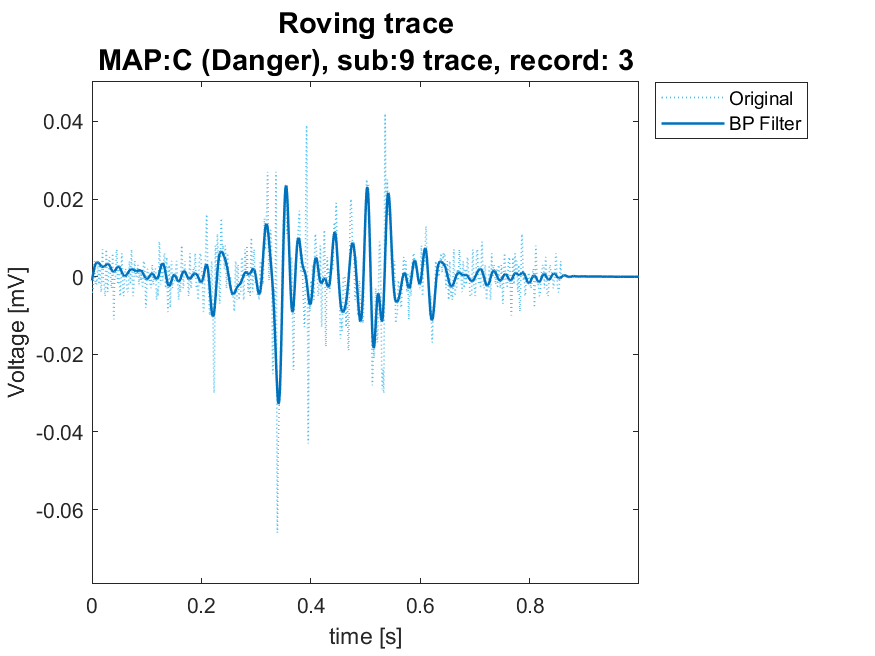 Roving trace
MAP:C (Danger), sub:9 trace, record: 3
Original
BP Filter
0.04
0.02
0
-0.02
-0.04
-0.06
Voltage [mV]
0
0.2
0.4
0.6
0.8
time [s]